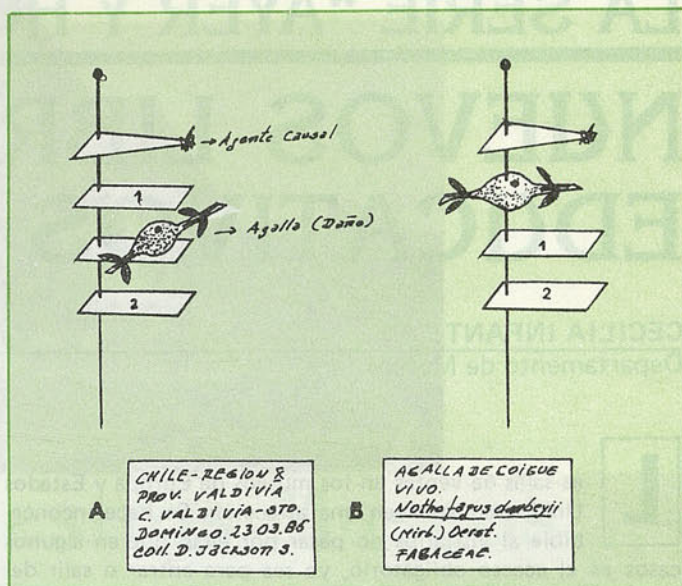 → Agente Causal
1
→ Agalla (Daño)
2
1
2
A
CHILE-REGION X
PROV. VALDIVIA
C. VALDIVIA-STO.
DOMINGO. 23.03.86
COLL. D. JACKSON S.
B
AGALLA DE COIGUE
VIVO.
Nothofagus dombeyii
(Mirb.) Oerst.
FABACEAE.